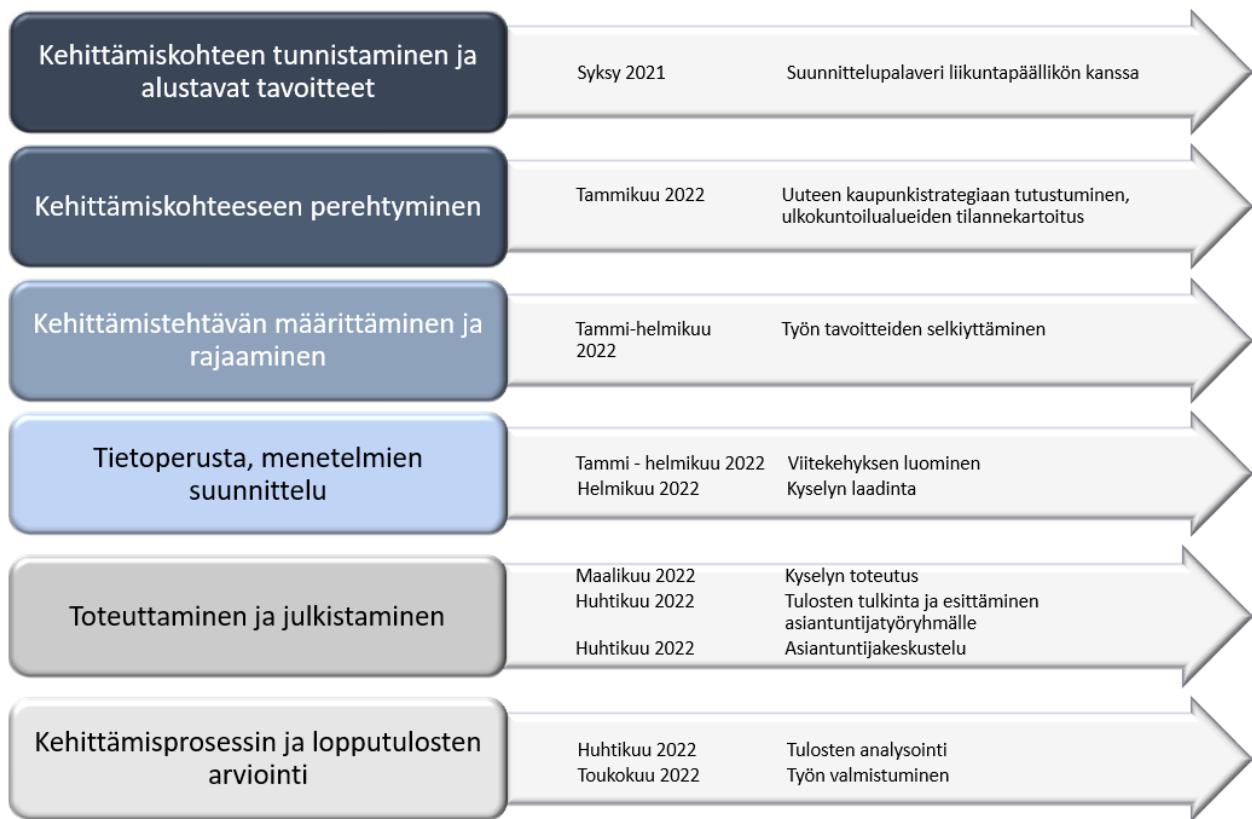 Kehittämiskohteen tunnistaminen ja
alustavat tavoitteet
Syksy 2021
Suunnittelupalaveri liikuntapäällikön kanssa
Kehittämiskohteeseen perehtyminen
Tammikuu 2022
Uuteen kaupunkistrategiaan tutustuminen,
ulkokuntoilualueiden tilannekartoitus
Kehittämistehtävän määrittäminen ja
rajaaminen
Tammi-helmikuu
2022
Työn tavoitteiden selkiyttäminen
Tietoperusta, menetelmien
suunnittelu
Tammi - helmikuu 2022 Viitekehyksen luominen
Helmikuu 2022 Kyselyn laadinta
Toteuttaminen ja julkistaminen
Maalikuu 2022 Kyselyn toteutus
Huhtikuu 2022 Tulosten tulkinta ja esittäminen
asiantuntijatyöryhmälle
Huhtikuu 2022 Asiantuntijakeskustelu
Kehittämisprosessin ja lopputulosten
arviointi
Huhtikuu 2022 Tulosten analysointi
Toukokuu 2022 Työn valmistuminen